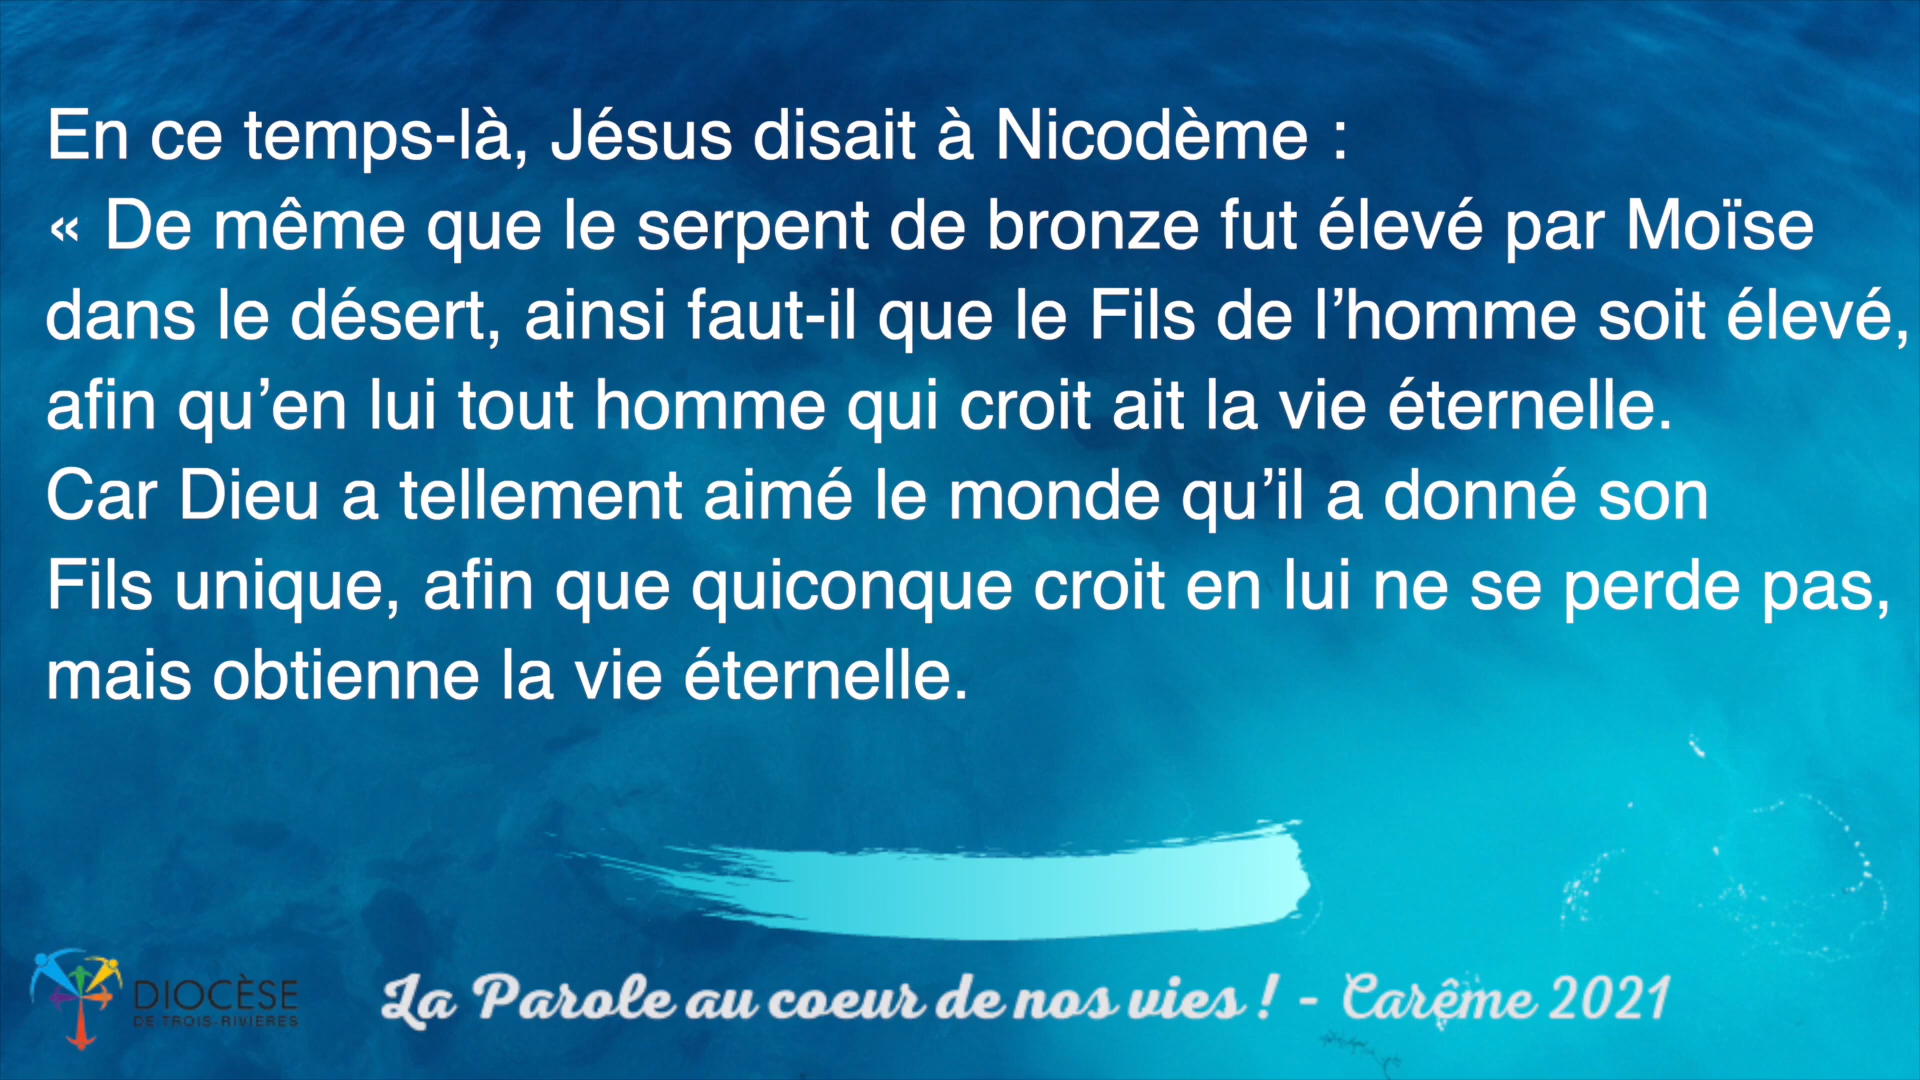 En ce temps-là, Jésus disait à Nicodème :
« De même que le serpent de bronze fut élevé par Moïse
dans le désert, ainsi faut-il que le Fils de l’homme soit élevé,
afin qu’en lui tout homme qui croit ait la vie éternelle.
Car Dieu a tellement aimé le monde qu’il a donné son
Fils unique, afin que quiconque croit en lui ne se perde pas,
mais obtienne la vie éternelle.
DIOCÈSE
DE TROIS-RIVIÈRES
La Parole au coeur de nos vies ! - Carême 2021